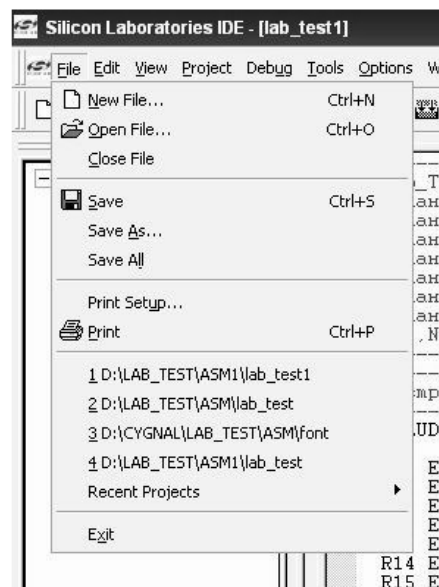 Silicon Laboratories IDE - [lab_test1]
File Edit View Project Debug Tools Options
New File... Ctrl+N
Open File... Ctrl+O
Close File
Save Ctrl+S
Save As...
Save All
Print Setup...
Print Ctrl+P
1 D:\LAB_TEST\ASM1\lab_test1
2 D:\LAB_TEST\ASM\lab_test
3 D:\CYGNAL\LAB_TEST\ASM\font
4 D:\LAB_TEST\ASM1\lab_test
Recent Projects
Exit
R14 E
R15 E